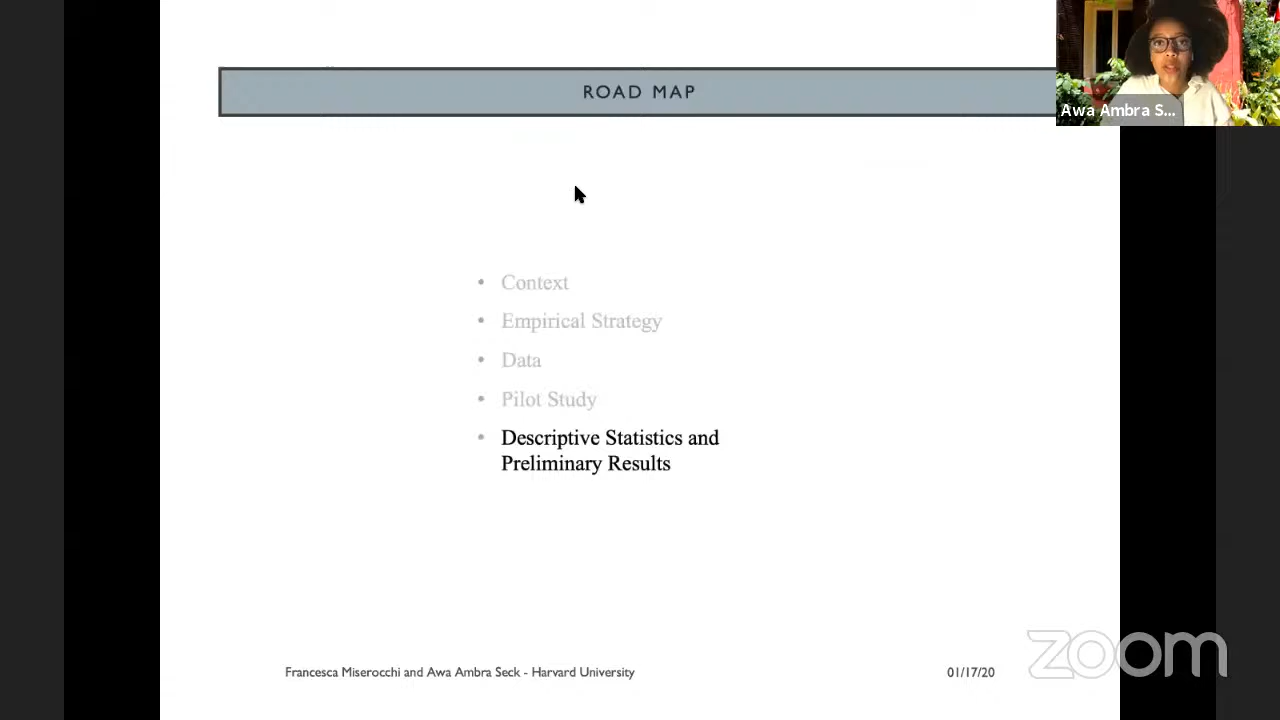 ROAD MAP
Awa Ambra S...
• Context
• Empirical Strategy
• Data
• Pilot Study
• Descriptive Statistics and
Preliminary Results
Francesca Miserocchi and Awa Ambra Seck - Harvard University
01/17/20
zoom